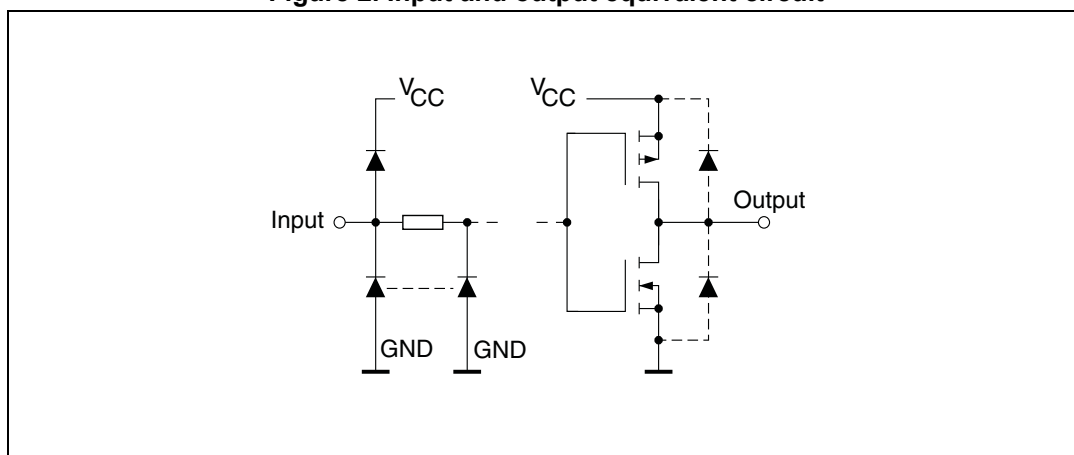 Figure 2. Input and output equivalent circuit
VCC
VCC
Input
Output
GND
GND